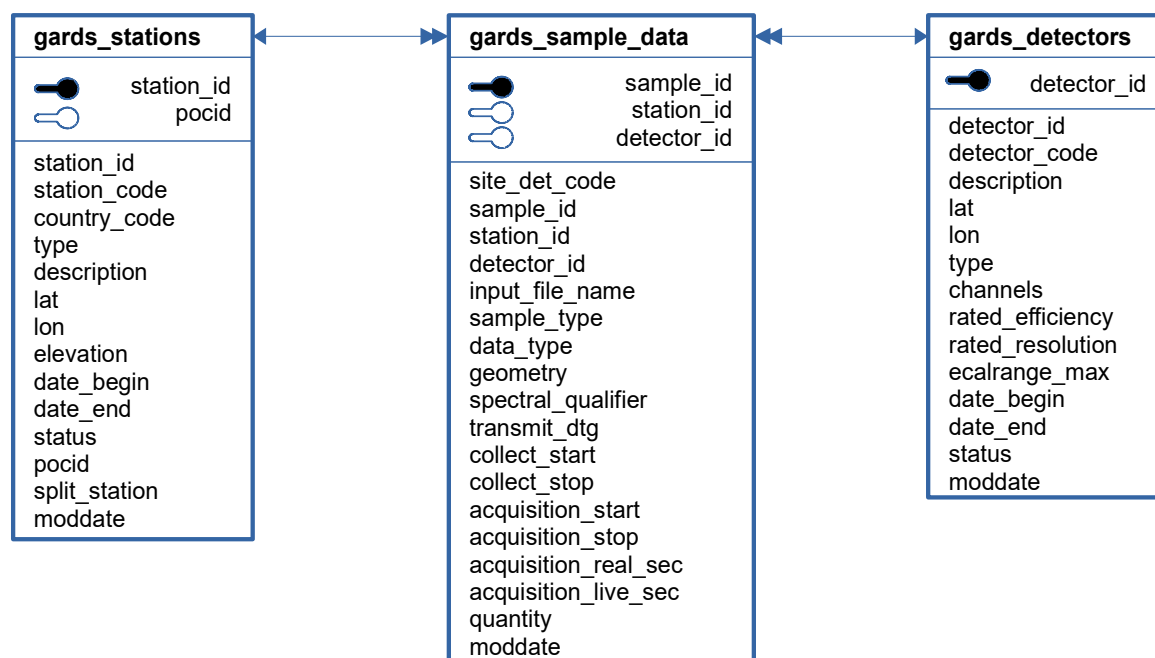 gards_stations
station_id
pocid
station_id
station_code
country_code
type
description
lat
lon
elevation
date_begin
date_end
status
pocid
split_station
moddate
gards_sample_data
sample_id
station_id
detector_id
site_det_code
sample_id
station_id
detector_id
input_file_name
sample_type
data_type
geometry
spectral_qualifier
transmit_dtg
collect_start
collect_stop
acquisition_start
acquisition_stop
acquisition_real_sec
acquisition_live_sec
quantity
moddate
gards_detectors
detector_id
detector_id
detector_code
description
lat
lon
type
channels
rated_efficiency
rated_resolution
ecalrange_max
date_begin
date_end
status
moddate